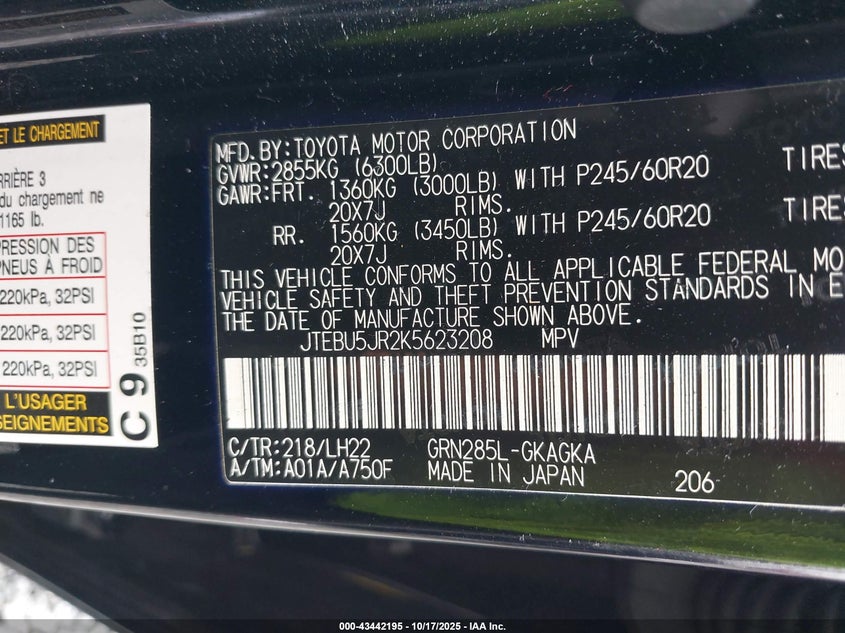 ET LE CHARGEMENT
RRIÈRE 3
du chargement ne
1165 lb.
PRESSION DES
PNEUS À FROID
220kPa, 32PSI
220kPa, 32PSI
220kPa, 32PSI
L'USAGER
SEIGNEMENTS
C 9 35B10
MFD.BY:TOYOTA MOTOR CORPORATION
GVWR:2855KG (6300LB)
GAWR:FRT. 1360KG (3000LB) WITH P245/60R20 TIRES
20X7J RIMS.
RR. 1560KG (3450LB) WITH P245/60R20 TIRES
20X7J RIMS.
THIS VEHICLE CONFORMS TO ALL APPLICABLE FEDERAL MO
VEHICLE SAFETY AND THEFT PREVENTION STANDARDS IN E
THE DATE OF MANUFACTURE SHOWN ABOVE.
JTEBU5JR2K5623208 MPV
C/TR:218/LH22 GRN285L-GKAGKA
A/TM:A01A/A750F MADE IN JAPAN 206
000-43442195 - 10/17/2025 - IAA Inc.